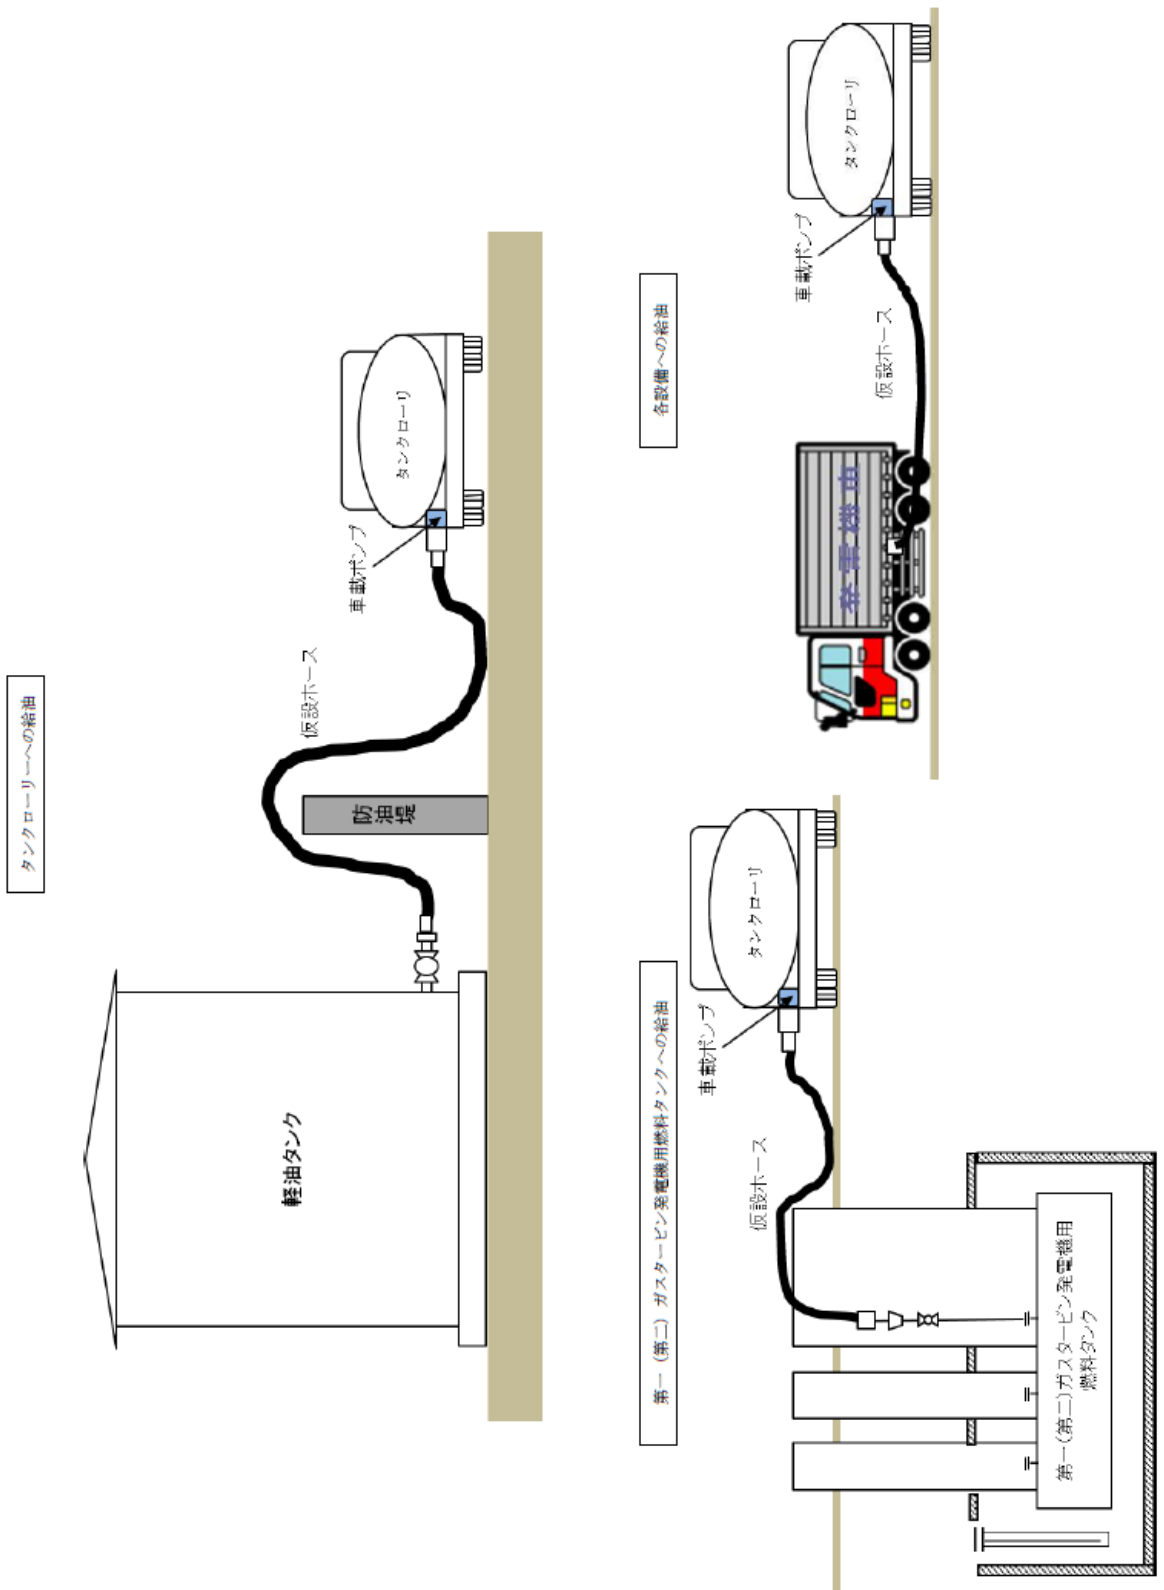 タンクローリーへの給油
軽油タンク
防油堤
仮設ホース
車載ポンプ
タンクローリ
第一（第二）ガスタービン発電機用燃料タンクへの給油
第一（第二）ガスタービン発電機用
燃料タンク
仮設ホース
車載ポンプ
タンクローリ
各設備への給油
発電機車
仮設ホース
車載ポンプ
タンクローリ